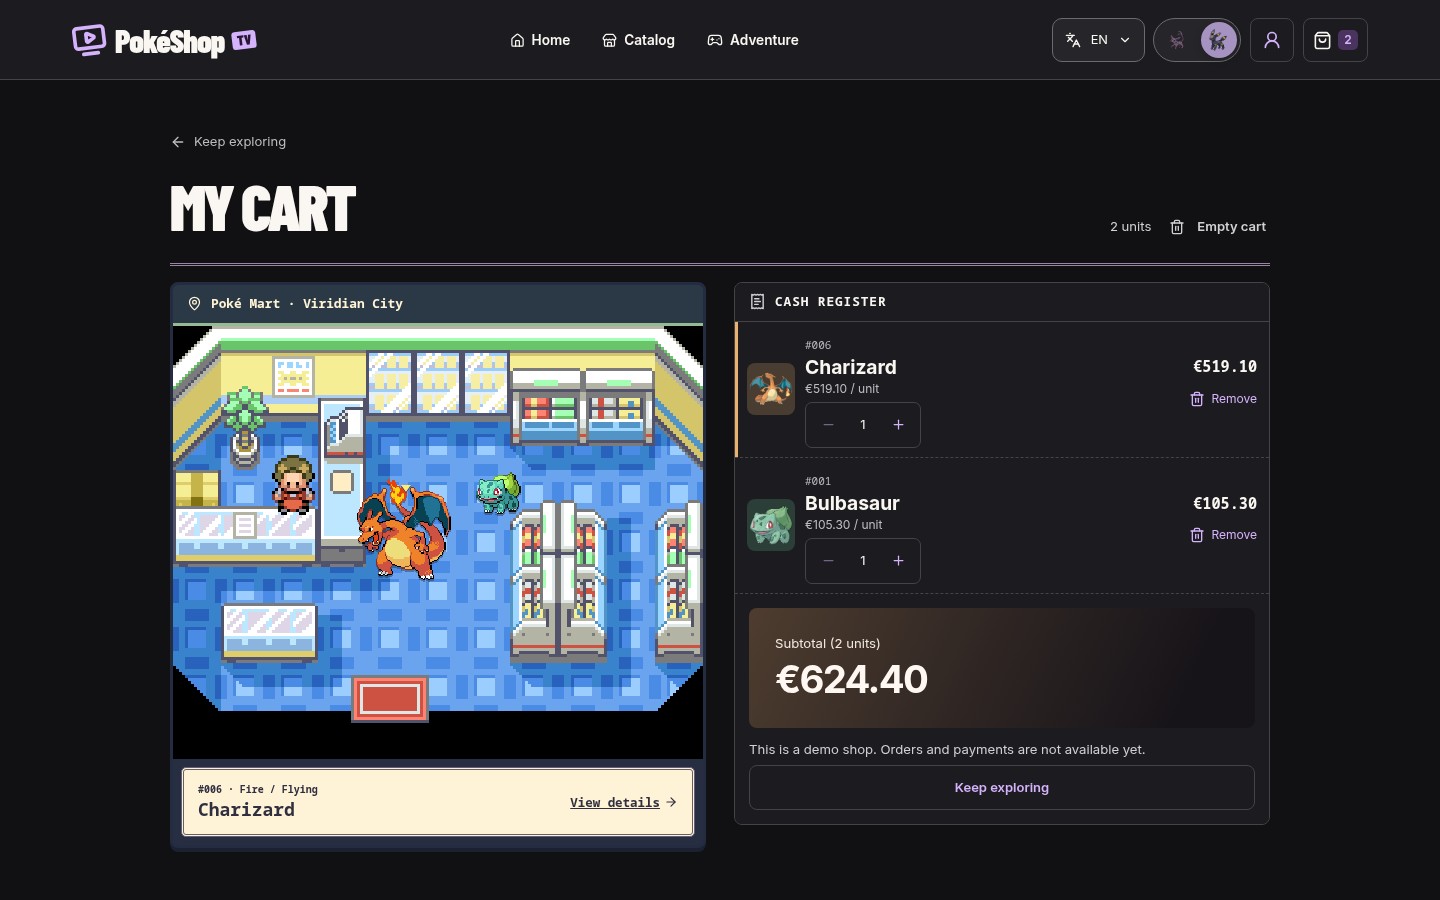 PokéShop TV
Home
Catalog
Adventure
EN
2
Keep exploring
MY CART
2 units
Empty cart
Poké Mart · Viridian City
#006 · Fire / Flying
Charizard
View details
CASH REGISTER
#006
Charizard
€519.10 / unit
1
€519.10
Remove
#001
Bulbasaur
€105.30 / unit
1
€105.30
Remove
Subtotal (2 units)
€624.40
This is a demo shop. Orders and payments are not available yet.
Keep exploring